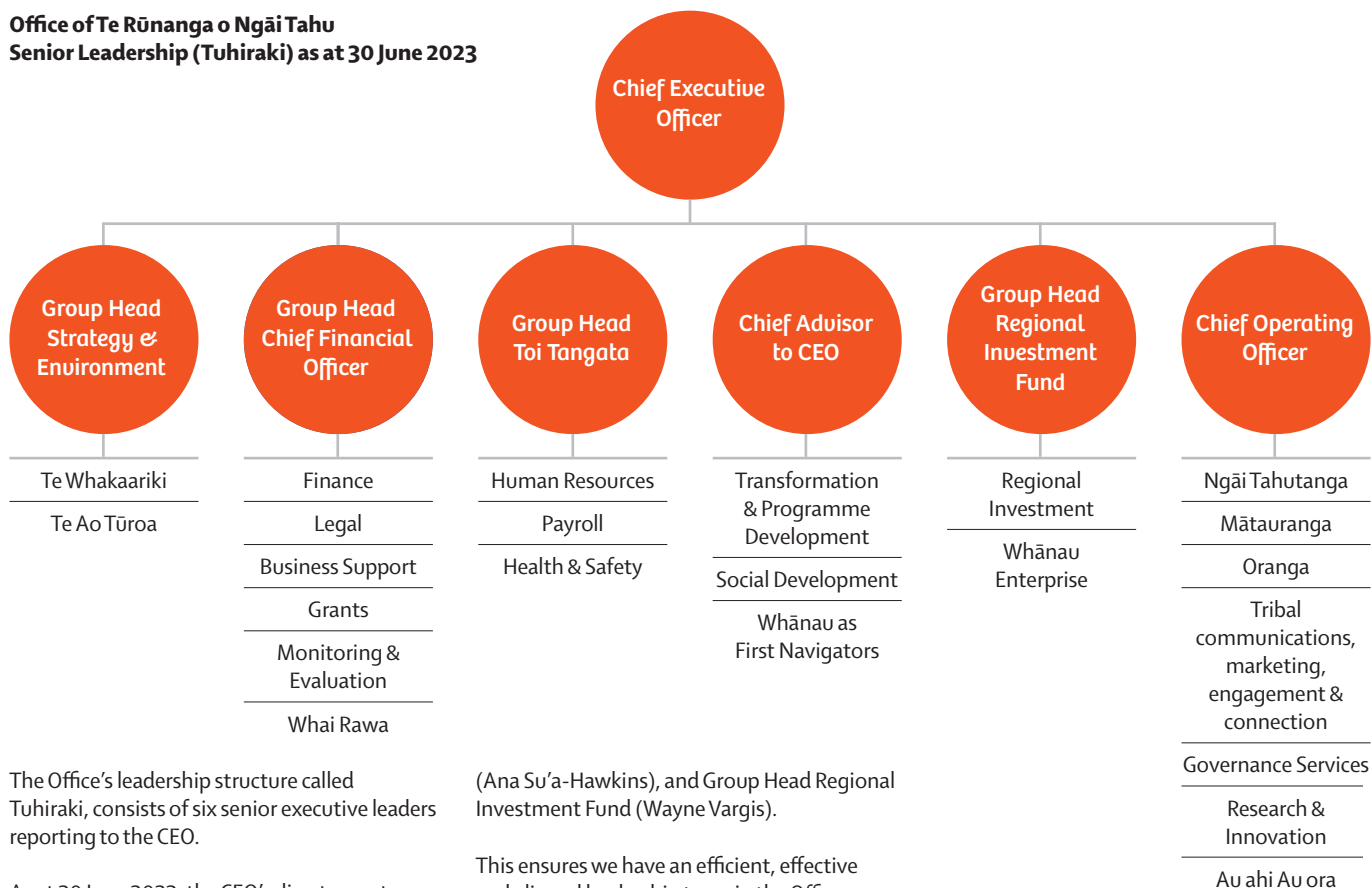 Office of Te Rūnanga o Ngāi Tahu
Senior Leadership (Tuhiraki) as at 30 June 2023
Chief Executive
Officer
Group Head
Strategy &
Environment
Group Head
Chief Financial
Officer
Group Head
Toi Tangata
Chief Advisor
to CEO
Group Head
Regional
Investment
Fund
Chief Operating
Officer
Te Whakaariki
Te Ao Tūroa
Finance
Legal
Business Support
Grants
Monitoring &
Evaluation
Whai Rawa
Human Resources
Payroll
Health & Safety
Transformation
& Programme
Development
Social Development
Whānau as
First Navigators
Regional
Investment
Whānau
Enterprise
Ngāi Tahutanga
Mātauranga
Oranga
Tribal
communications,
marketing,
engagement &
connection
Governance Services
Research &
Innovation
Au ahi Au ora
The Office’s leadership structure called
Tuhiraki, consists of six senior executive leaders
reporting to the CEO.
(Ana Su’a-Hawkins), and Group Head Regional
Investment Fund (Wayne Vargis).
This ensures we have an efficient, effective